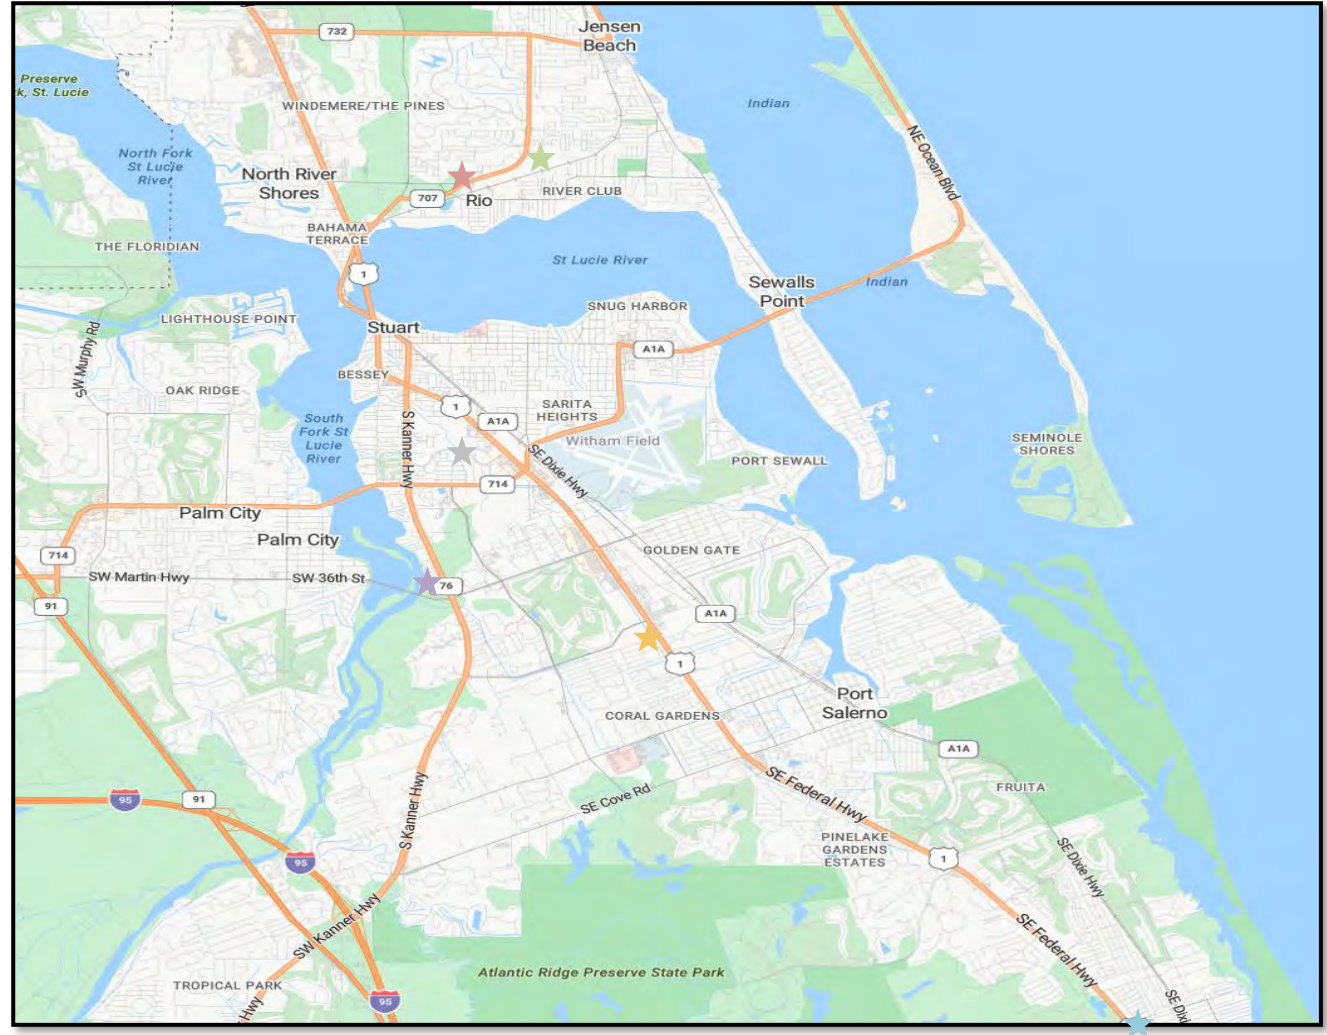 732
Jensen
Beach
Preserve
k, St. Lucie
WINDEMERE/THE PINES
Indian
North Fork
St Lucie
River
North River
Shores
NE Ocean Blvd
707
Rio
RIVER CLUB
BAHAMA
TERRACE
THE FLORIDIAN
1
St Lucie River
Sewalls
Point
Indian
SNUG HARBOR
LIGHTHOUSE POINT
Stuart
SW Murphy Rd
A1A
BESSEY
OAK RIDGE
1
A1A
SARITA
HEIGHTS
South
Fork St
Lucie
River
S Kanner Hwy
Witham Field
SE Dixie Hwy
PORT SEWALL
SEMINOLE
SHORES
714
Palm City
Palm City
714
GOLDEN GATE
SW Martin Hwy
SW 36th St
76
91
A1A
1
Port
Salerno
CORAL GARDENS
A1A
95
91
S Kanner Hwy
SE Cove Rd
SE Federal Hwy
FRUITA
PINELAKE
GARDENS
ESTATES
1
95
SE Dixie Hwy
SW Kanner Hwy
SE Federal Hwy
Atlantic Ridge Preserve State Park
TROPICAL PARK
95
Hwy
SE Dixi